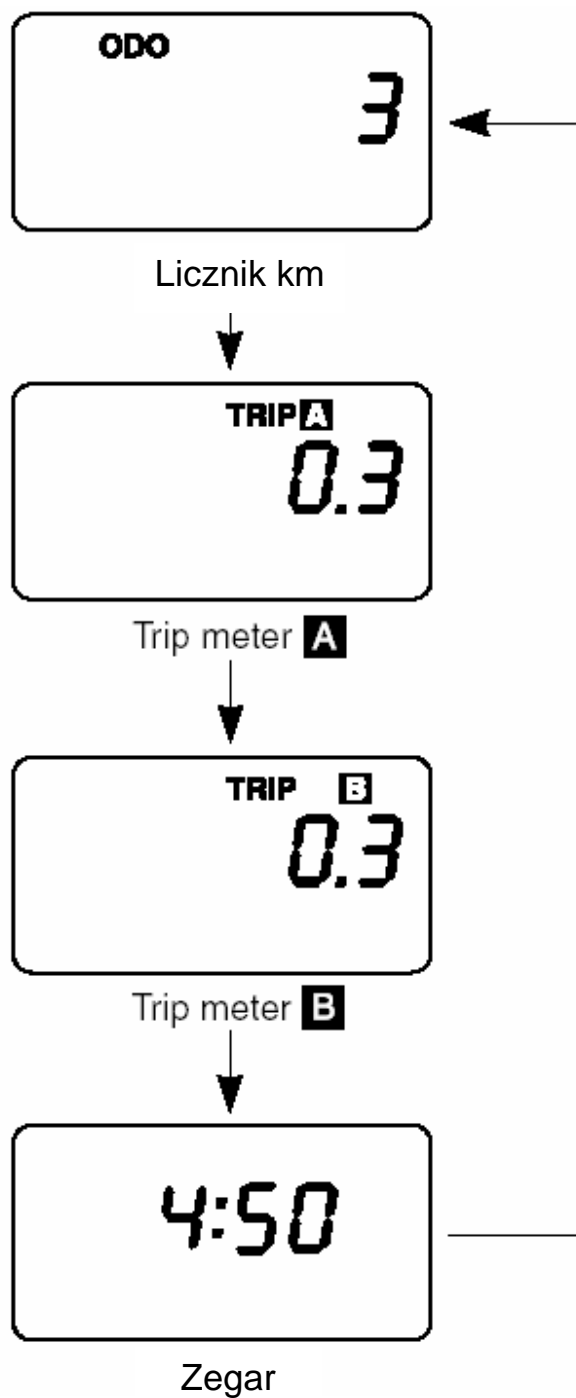 ODO
3
Licznik km
TRIP A
0.3
Trip meter A
TRIP B
0.3
Trip meter B
4:50
Zegar